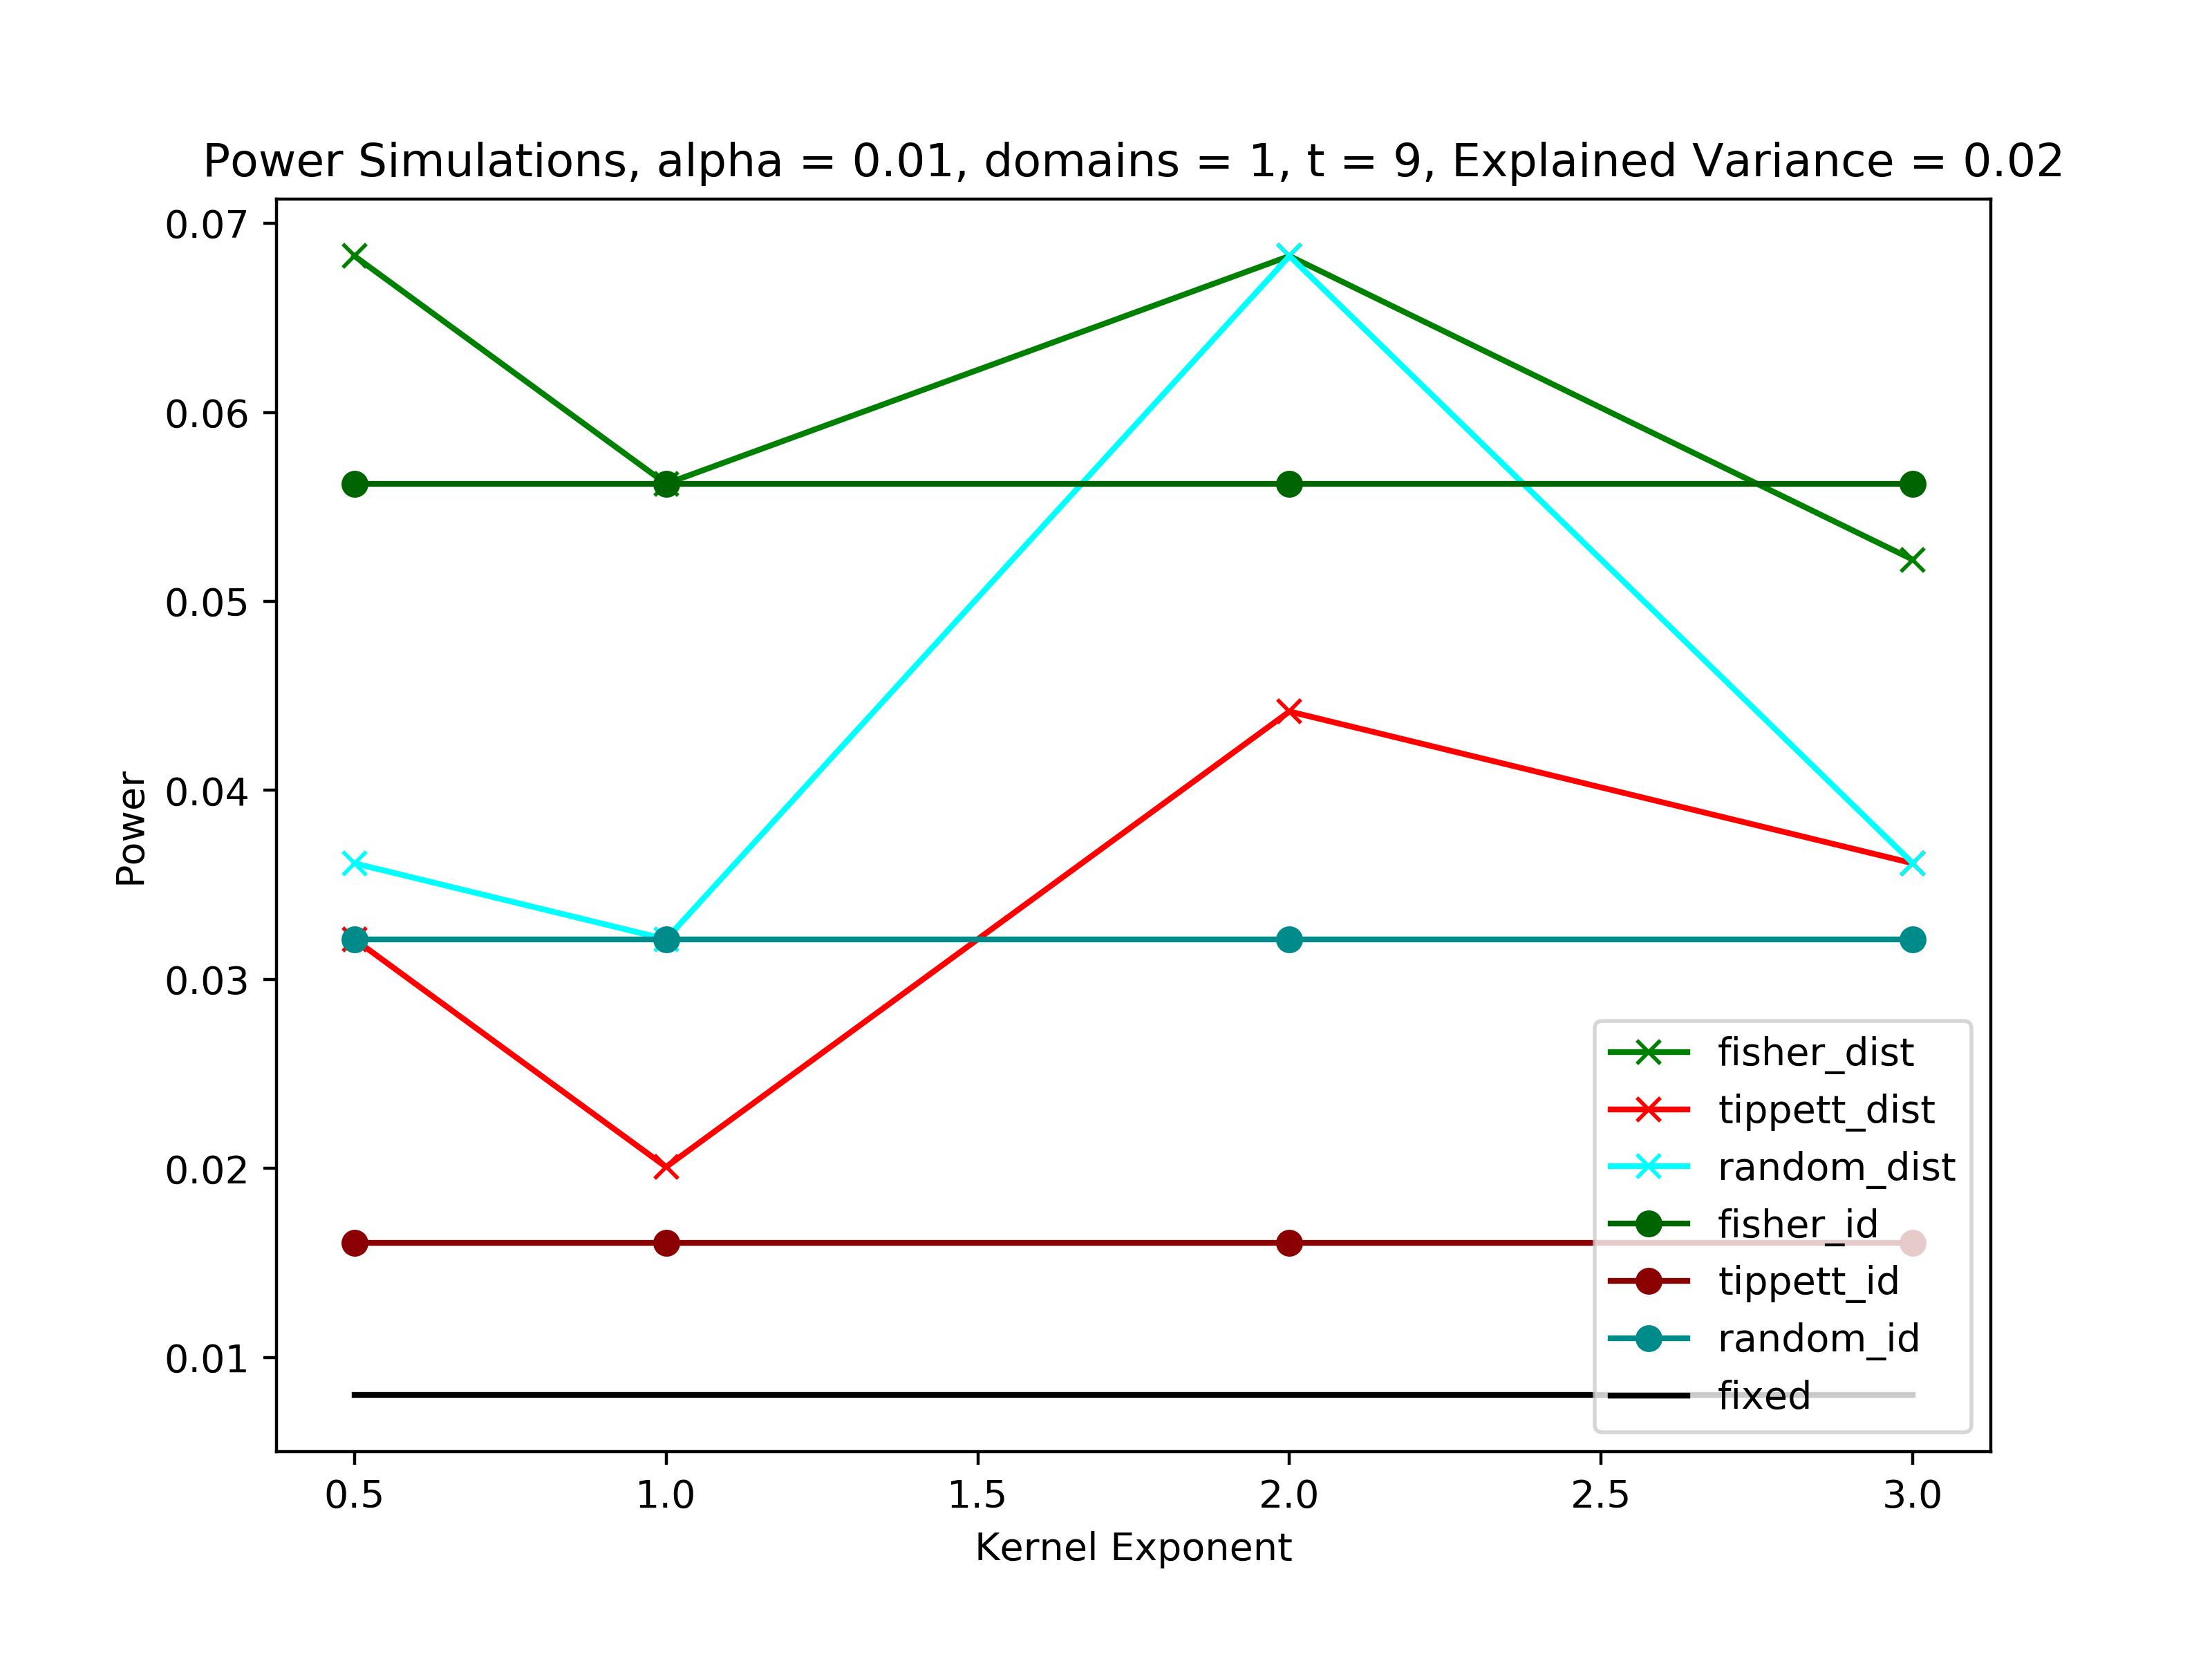 Power Simulations, alpha = 0.01, domains = 1, t = 9, Explained Variance = 0.02
0.07
0.06
0.05
0.04
0.03
0.02
0.01
Power
fisher_dist
tippett_dist
random_dist
fisher_id
tippett_id
random_id
fixed
0.5 1.0 1.5 2.0 2.5 3.0
Kernel Exponent